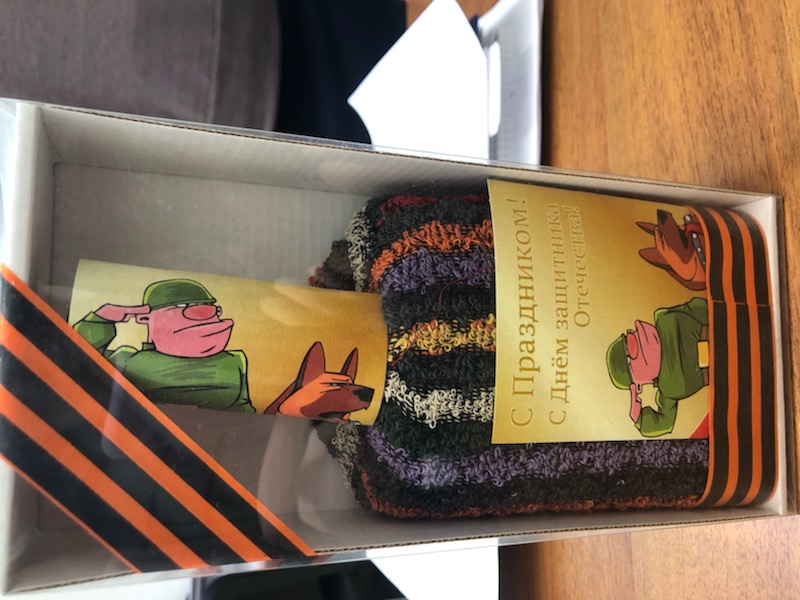 С Праздником!
С Днём защитника
Отечества!